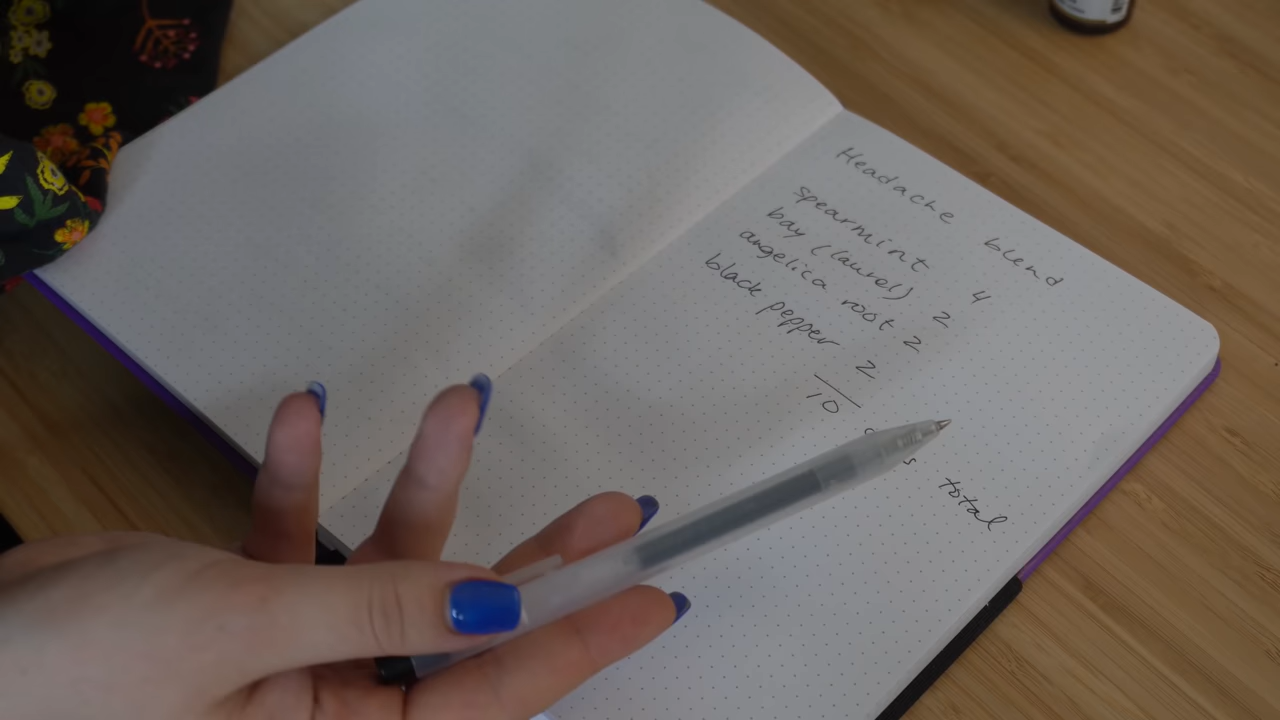 Headache blend
spearmint 4
bay (laurel) 2
angelica root 2
black pepper 2
10 total